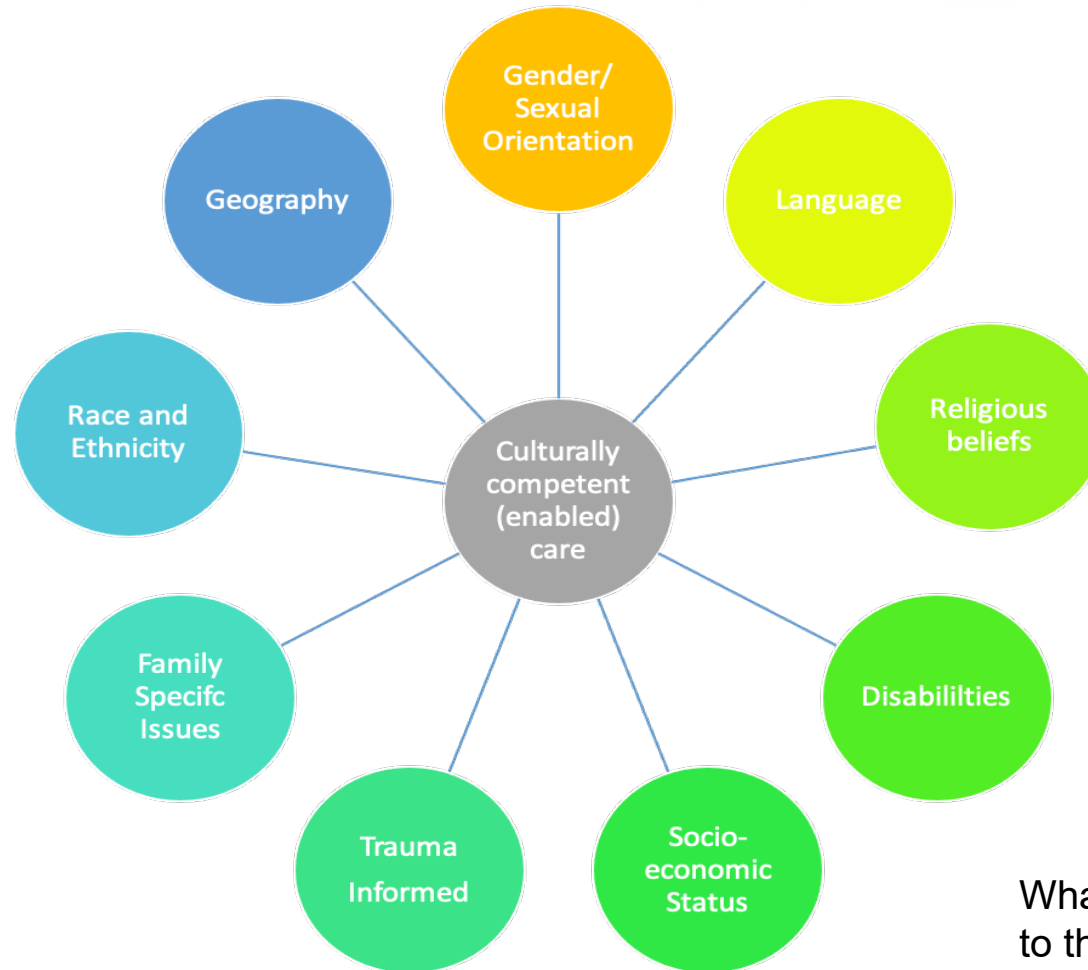 Gender/
Sexual
Orientation
Geography
Language
Race and
Ethnicity
Religious
beliefs
Culturally
competent
(enabled)
care
Family
Specifc
Issues
Disabililties
Trauma
Informed
Socio-
economic
Status
to